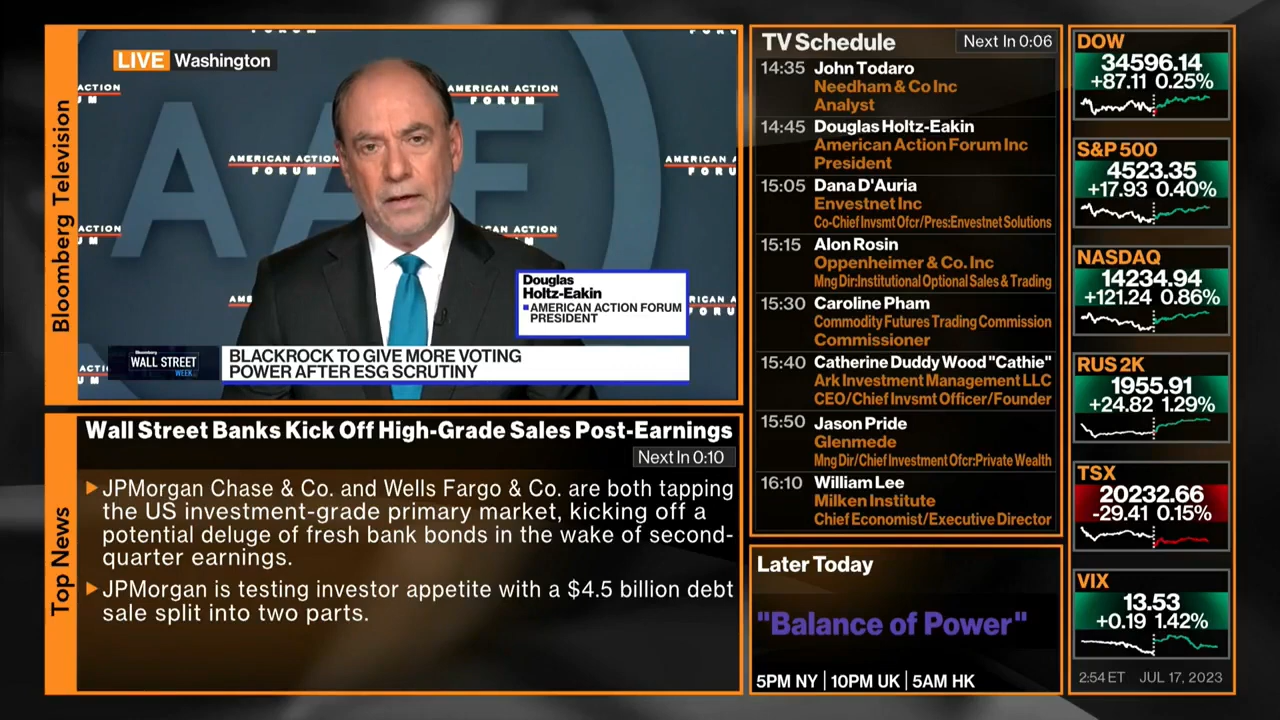 Bloomberg Television
LIVE Washington
AAF
AMERICAN ACTION
FORUM
AMERICAN ACTION
FORUM
Douglas
Holtz-Eakin
AMERICAN ACTION FORUM
PRESIDENT
Bloomberg
WALL STREET
WEEK
BLACKROCK TO GIVE MORE VOTING
POWER AFTER ESG SCRUTINY
Top News
Wall Street Banks Kick Off High-Grade Sales Post-Earnings
Next In 0:10
JPMorgan Chase & Co. and Wells Fargo & Co. are both tapping
the US investment-grade primary market, kicking off a
potential deluge of fresh bank bonds in the wake of second-
quarter earnings.
JPMorgan is testing investor appetite with a $4.5 billion debt
sale split into two parts.
TV Schedule
Next In 0:06
14:35 John Todaro
Needham & Co Inc
Analyst
14:45 Douglas Holtz-Eakin
American Action Forum Inc
President
15:05 Dana D'Auria
Envestnet Inc
Co-Chief Invsmt Ofcr/Pres:Envestnet Solutions
15:15 Alon Rosin
Oppenheimer & Co. Inc
Mng Dir:Institutional Optional Sales & Trading
15:30 Caroline Pham
Commodity Futures Trading Commission
Commissioner
15:40 Catherine Duddy Wood "Cathie"
Ark Investment Management LLC
CEO/Chief Invsmt Officer/Founder
15:50 Jason Pride
Glenmede
Mng Dir/Chief Investment Ofcr:Private Wealth
16:10 William Lee
Milken Institute
Chief Economist/Executive Director
Later Today
"Balance of Power"
5PM NY | 10PM UK | 5AM HK
DOW
34596.14
+87.11 0.25%
S&P 500
4523.35
+17.93 0.40%
NASDAQ
14234.94
+121.24 0.86%
RUS 2K
1955.91
+24.82 1.29%
TSX
20232.66
-29.41 0.15%
VIX
13.53
+0.19 1.42%
2:54 ET JUL 17, 2023